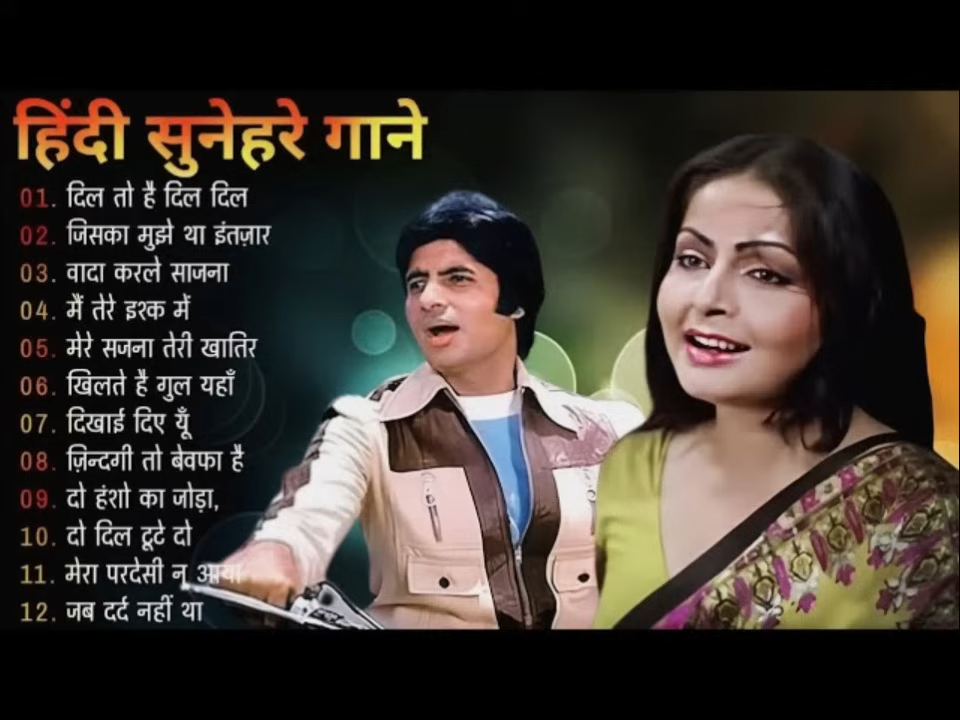 हिंदी सुनेहरे गाने
01. दिल तो है दिल दिल
02. जिसका मुझे था इंतज़ार
03. वादा करले साजना
04. मैं तेरे इश्क में
05. मेरे सजना तेरी खातिर
06. खिलते है गुल यहाँ
07. दिखाई दिए यूँ
08. ज़िन्दगी तो बेवफा है
09. दो हंशो का जोड़ा,
10. दो दिल टूटे दो
11. मेरा परदेसी न आया
12. जब दर्द नहीं था